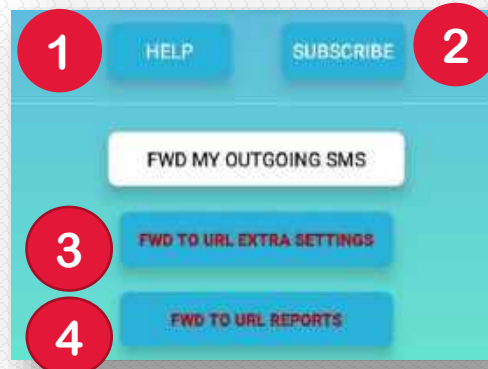 1
HELP
SUBSCRIBE
2
FWD MY OUTGOING SMS
3
FWD TO URL EXTRA SETTINGS
4
FWD TO URL REPORTS